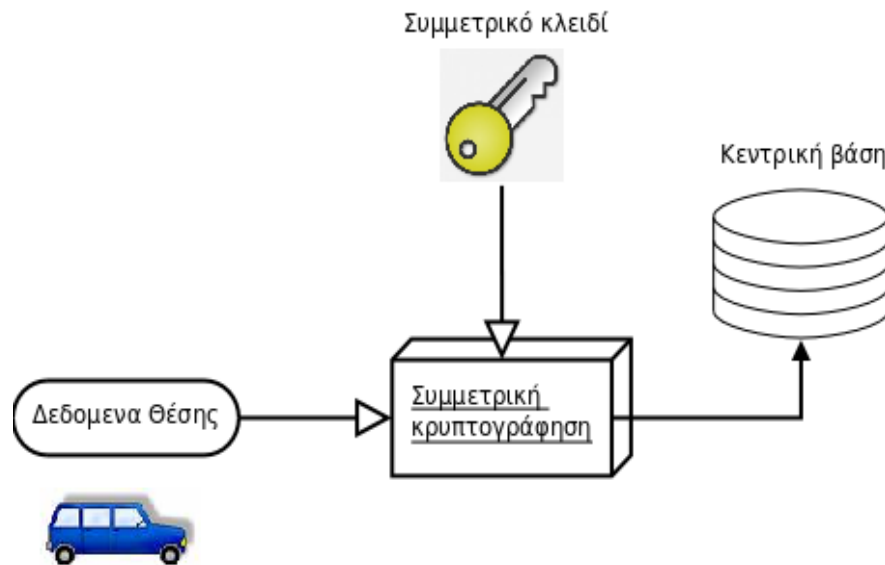 Συμμετρικό κλειδί
Κεντρική βάση
Δεδομενα Θέσης
Συμμετρική
κρυπτογράφηση